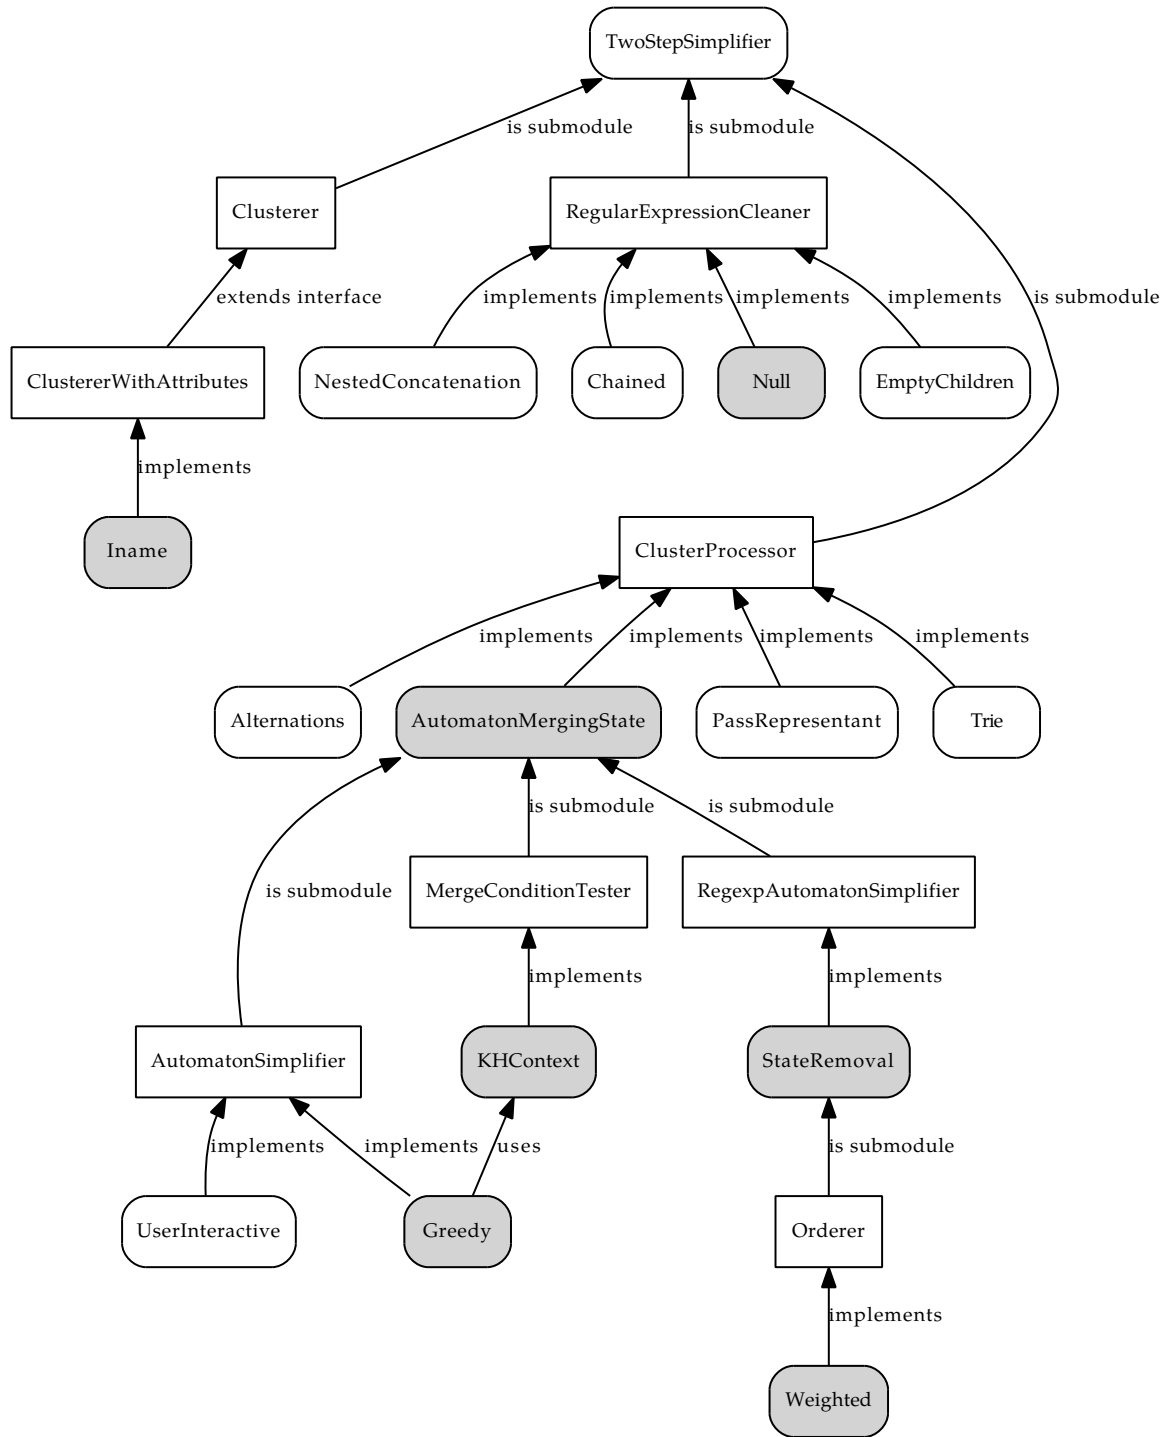 TwoStepSimplifier
is submodule
is submodule
Clusterer
RegularExpressionCleaner
extends interface
implements
implements
implements
implements
is submodule
ClustererWithAttributes
NestedConcatenation
Chained
Null
EmptyChildren
implements
Iname
ClusterProcessor
implements
implements
implements
implements
Alternations
AutomatonMergingState
PassRepresentant
Trie
is submodule
is submodule
is submodule
MergeConditionTester
RegexpAutomatonSimplifier
implements
implements
AutomatonSimplifier
KHContext
StateRemoval
implements
implements
uses
is submodule
UserInteractive
Greedy
Orderer
implements
Weighted